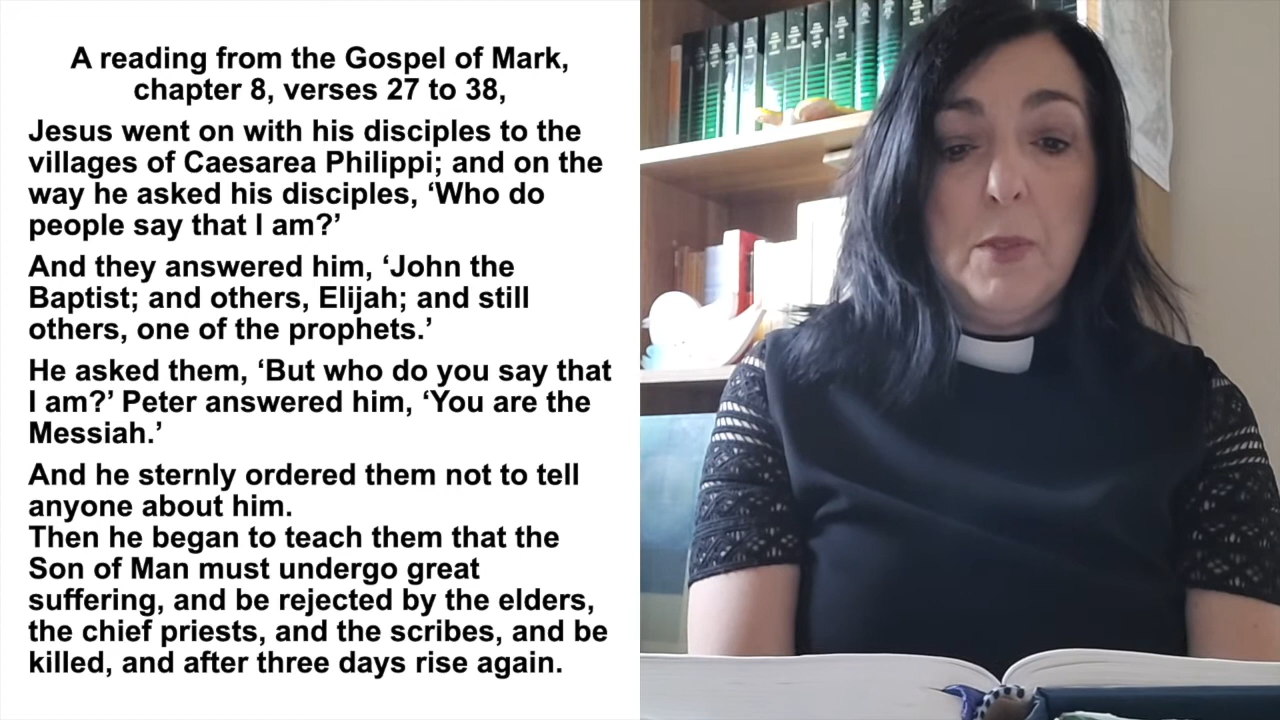 A reading from the Gospel of Mark,
chapter 8, verses 27 to 38,
Jesus went on with his disciples to the
villages of Caesarea Philippi; and on the
way he asked his disciples, ‘Who do
people say that I am?’
And they answered him, ‘John the
Baptist; and others, Elijah; and still
others, one of the prophets.’
He asked them, ‘But who do you say that
I am?’ Peter answered him, ‘You are the
Messiah.’
And he sternly ordered them not to tell
anyone about him.
Then he began to teach them that the
Son of Man must undergo great
suffering, and be rejected by the elders,
the chief priests, and the scribes, and be
killed, and after three days rise again.